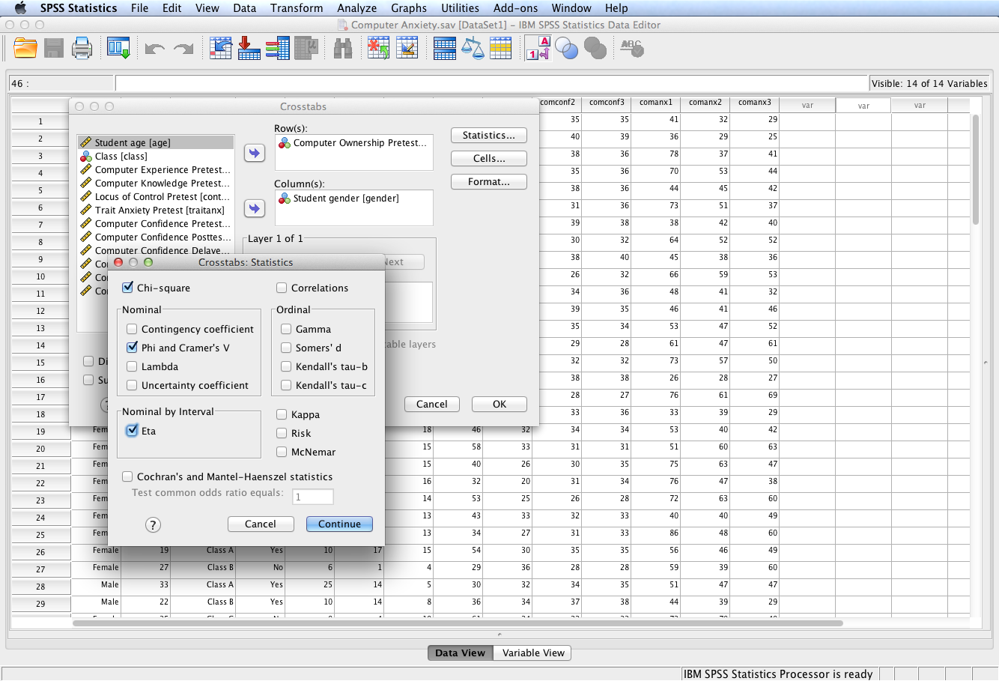 SPSS Statistics File Edit View Data Transform Analyze Graphs Utilities Add-ons Window Help
Computer Anxiety.sav [DataSet1] – IBM SPSS Statistics Data Editor
46 :
Visible: 14 of 14 Variables
Crosstabs
Student age [age]
Class [class]
Computer Experience Pretest...
Computer Knowledge Pretest...
Locus of Control Pretest [cont...
Trait Anxiety Pretest [traitanx]
Computer Confidence Pretest...
Computer Confidence Posttes...
Computer Confidence Delaye...
Co
Co
Co
Row(s):
Computer Ownership Pretest...
Column(s):
Student gender [gender]
Layer 1 of 1
Next
table layers
Di
Su
Statistics...
Cells...
Format...
Cancel OK
Crosstabs: Statistics
Chi-square Correlations
Nominal
Contingency coefficient
Phi and Cramer's V
Lambda
Uncertainty coefficient
Ordinal
Gamma
Somers' d
Kendall's tau-b
Kendall's tau-c
Nominal by Interval
Eta
Kappa
Risk
McNemar
Cochran's and Mantel-Haenszel statistics
Test common odds ratio equals: 1
? Cancel Continue
comconf2 comconf3 comanx1 comanx2 comanx3 var var var
1 35 35 41 32 29
2 40 39 36 29 25
3 38 36 78 37 41
4 35 36 70 53 44
5 38 36 44 45 42
6 31 36 73 51 37
7 39 38 38 42 40
8 30 32 64 52 52
9 38 40 45 38 36
10 26 32 66 59 53
11 34 36 48 41 32
12 39 35 46 41 46
13 35 34 53 47 52
14 29 28 61 47 61
15 32 32 73 57 50
16 38 38 26 28 27
17 28 27 76 61 69
18 33 36 33 39 29
19 Fem 18 46 32 34 34 53 40 42
20 Fem 15 58 33 31 31 51 60 63
21 Fem 15 40 26 30 35 75 63 47
22 Fem 16 32 20 31 34 76 47 38
23 Fem 14 53 25 26 28 72 63 60
24 Fem 13 43 33 32 33 40 40 49
25 Fem 13 34 27 31 33 86 48 60
26 Female 19 Class A Yes 10 17 15 54 30 35 35 56 46 49
27 Female 27 Class B No 6 1 4 29 36 28 28 59 39 60
28 Male 33 Class A Yes 25 14 5 30 32 34 35 51 47 47
29 Male 22 Class B Yes 10 14 8 36 34 37 38 44 39 29
Data View Variable View
IBM SPSS Statistics Processor is ready